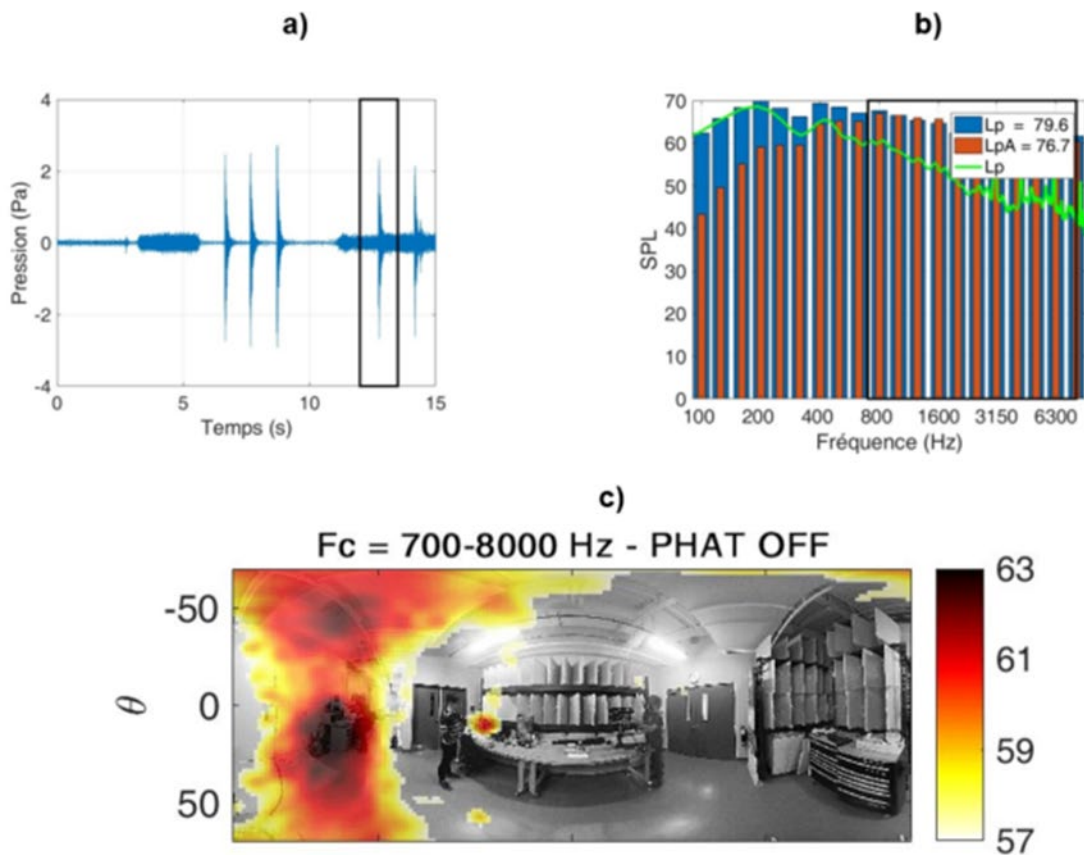 a)
4
2
0
-2
-4
Pression (Pa)
0 5 10 15
Temps (s)
b)
70
60
50
40
30
20
10
0
SPL
Lp = 79.6
LpA = 76.7
Lp
100 200 400 800 1600 3150 6300
Fréquence (Hz)
c)
Fc = 700-8000 Hz - PHAT OFF
-50
0
50
θ
63
61
59
57